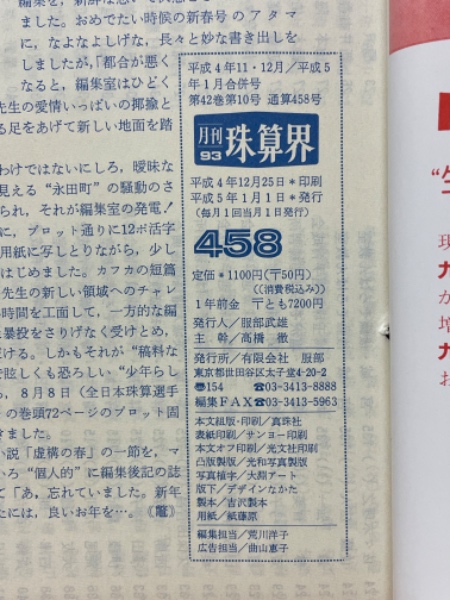 ました。おめでたい時候の新春号のアタマ
に、なよなよしげな、長々と妙な書き出しを
しましたが、「都合が悪く
なると、編集室はひどく
先生の愛情いっぱいの揶揄と
る足をあげて新しい地面を踏
わけではないにしろ、曖昧な
見える“永田町”の騒動のさ
られ、それが編集室の発電！
に、プロット通りに12ポ活字
用紙に写しとりながら、少し
はじめました。カフカの短篇
先生の新しい領域へのチャレ
時間を工面して、一方的な編
暴投をさりげなく受けとめ、
ける。しかもそれが“稿料な
で眩しくも恐ろしい“少年らし
ら、8月8日（全日本珠算選手
の巻頭72ページのプロット固
きました。
い説「虚構の春」の一節を、マ
いろ“個人的”に編集後記の誌
て「あ，忘れていました。新年
たには、良いお年を…。（龍）
平成4年11・12月／平成5
年1月合併号
第42巻第10号 通算458号
月刊
93
珠算界
平成4年12月25日＊印刷
平成5年1月1日＊発行
（毎月1回当月1日発行）
458
定価＊1100円（〒50円）
（（消費税込み））
1年前金 〒とも7200円
発行人／服部武雄
主 幹／高橋 徹
発行所／有限会社 服部
東京都世田谷区太子堂4-20-2
〒154 ☎03-3413-8888
編集FAX☎03-3413-5963
本文組版・印刷／真珠社
表紙印刷／サンヨー印刷
本文オフ印刷／光文社印刷
凸版製版／光和写真製版
写真植字／大淵アート
版下／デザインなかた
製本／吉沢製本
用紙／紙藤原
編集担当／荒川洋子
広告担当／曲山恵子